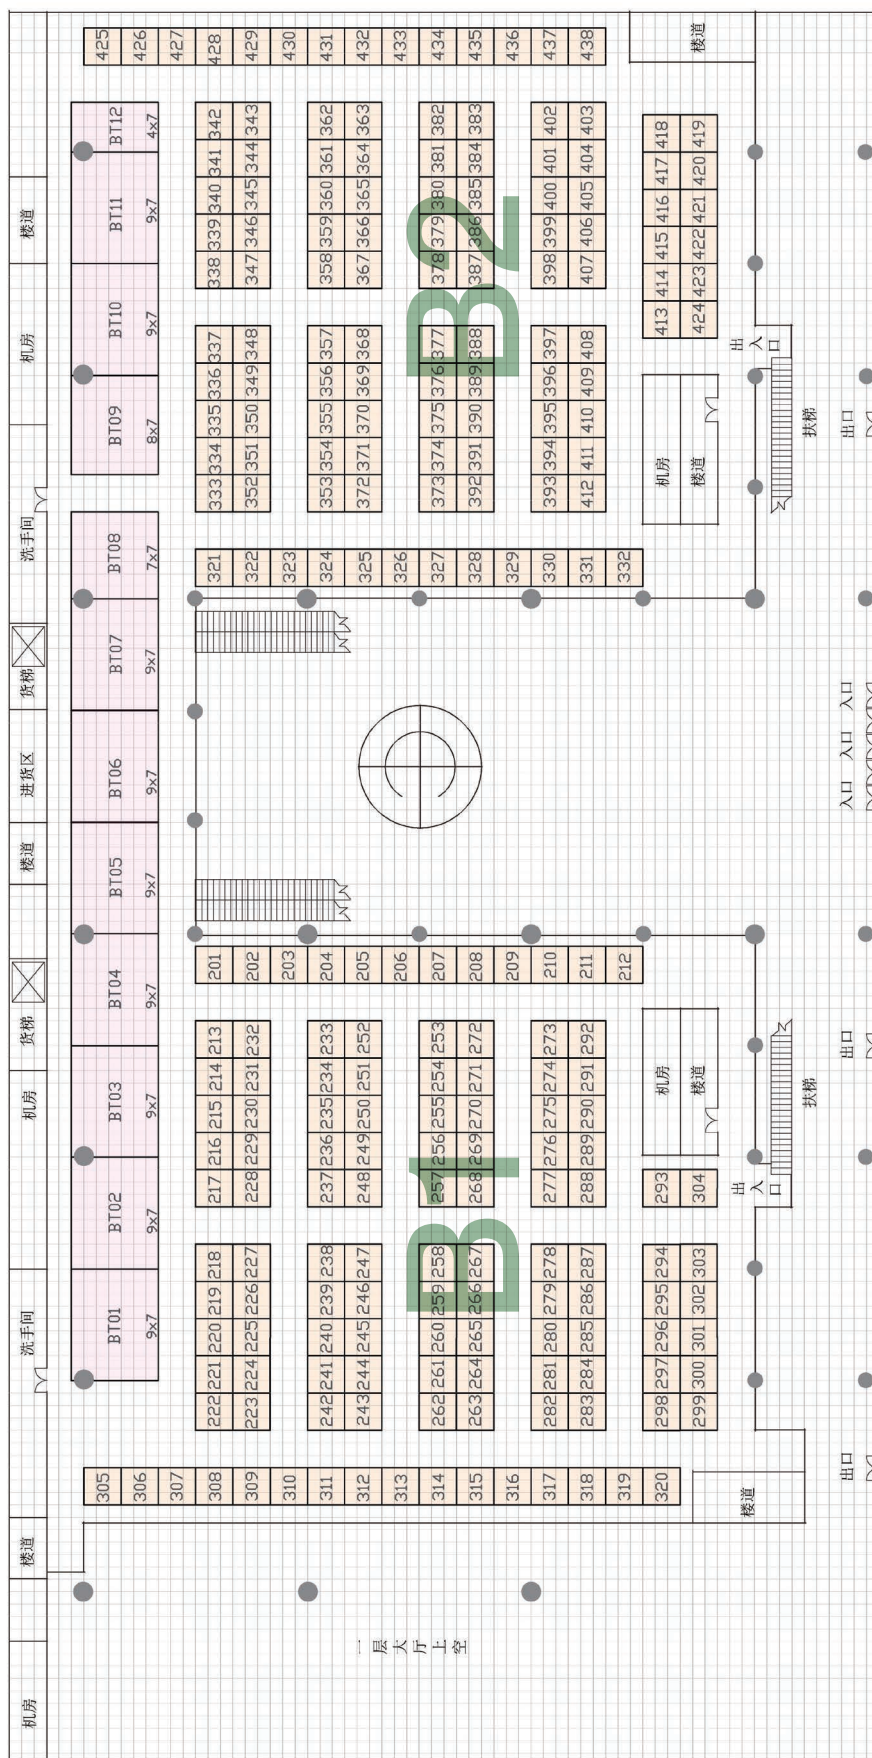 425 426 427 428 429 430 431 432 433 434 435 436 437 438
楼道
BT12 4x7
BT11 9x7
BT10 9x7
BT09 8x7
BT08 7x7
BT07 9x7
BT06 9x7
BT05 9x7
BT04 9x7
BT03 9x7
BT02 9x7
BT01 9x7
楼道
机房
洗手间
货梯
进货区
楼道
货梯
机房
洗手间
楼道
机房
342 343 362 363 382 383 402 403
341 344 361 364 381 384 401 404
340 345 360 365 380 385 400 405
339 346 359 366 379 386 399 406
338 347 358 367 378 387 398 407
418 419
417 420
416 421
415 422
414 423
413 424
B2
337 348 357 368 377 388 397 408
336 349 356 369 376 389 396 409
335 350 355 370 375 390 395 410
334 351 354 371 374 391 394 411
333 352 353 372 373 392 393 412
出入口
机房
楼道
扶梯
出口
321 322 323 324 325 326 327 328 329 330 331 332
入口 入口 入口
201 202 203 204 205 206 207 208 209 210 211 212
213 232 233 252 253 272 273 292
214 231 234 251 254 271 274 291
215 230 235 250 255 270 275 290
216 229 236 249 256 269 276 289
217 228 237 248 257 268 277 288
机房
楼道
扶梯
出口
293 304
出入口
B1
218 227 238 247 258 267 278 287 294 303
219 226 239 246 259 266 279 286 295 302
220 225 240 245 260 265 280 285 296 301
221 224 241 244 261 264 281 284 297 300
222 223 242 243 262 263 282 283 298 299
305 306 307 308 309 310 311 312 313 314 315 316 317 318 319 320
楼道
出口
一层大厅上空